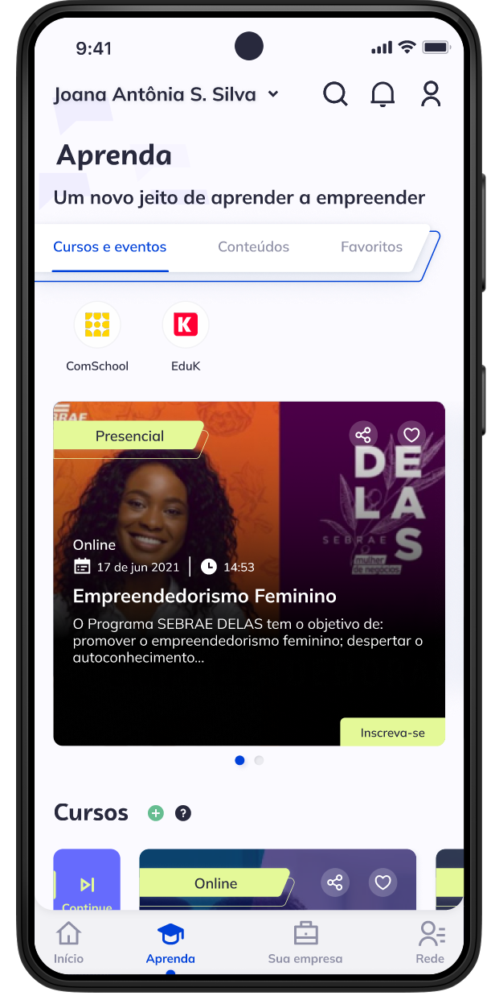 9:41
Joana Antônia S. Silva
Aprenda
Um novo jeito de aprender a empreender
Cursos e eventos
Conteúdos
Favoritos
K
ComSchool
EduK
Presencial
DE
LA
S
SEBRAE
mulher
de negócios
Online
17 de jun 2021
14:53
Empreendedorismo Feminino
O Programa SEBRAE DELAS tem o objetivo de:
promover o empreendedorismo feminino; despertar o
autoconhecimento...
Inscreva-se
Cursos
Online
Continue
Início
Aprenda
Sua empresa
Rede